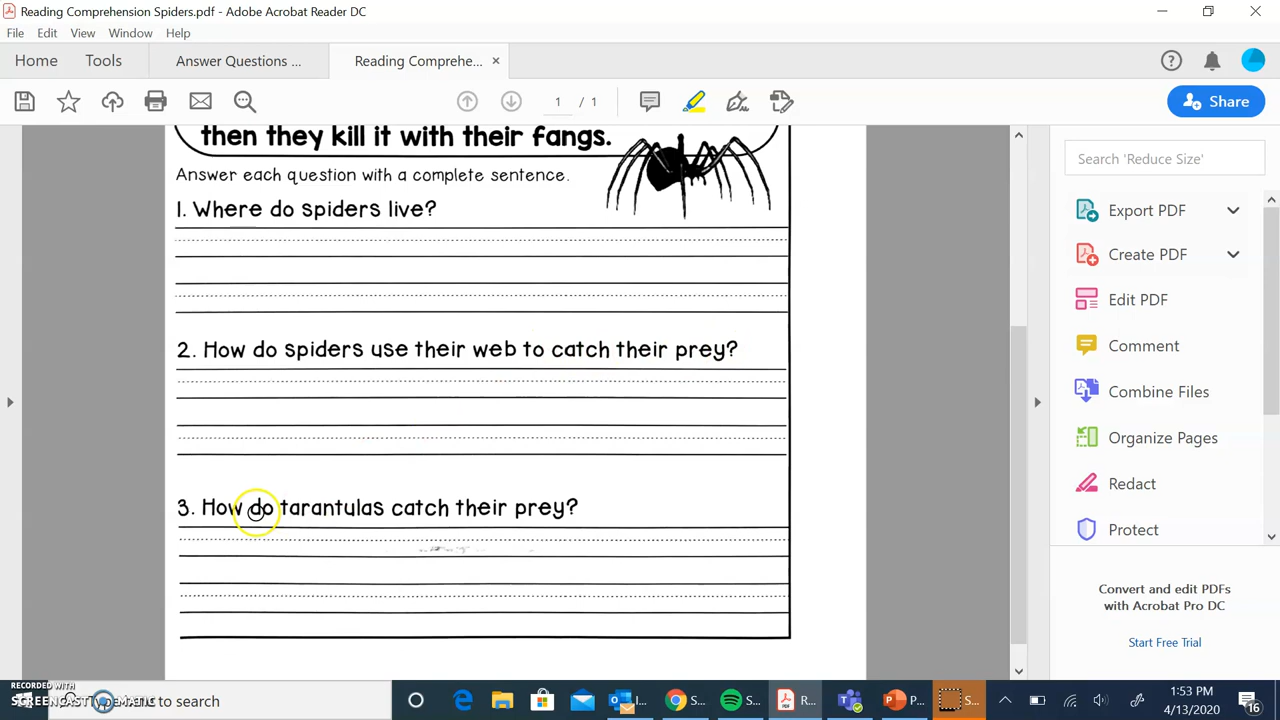 Reading Comprehension Spiders.pdf - Adobe Acrobat Reader DC
File Edit View Window Help
Home Tools Answer Questions ... Reading Comprehe... ×
1 / 1
Share
then they kill it with their fangs.
Answer each question with a complete sentence.
1. Where do spiders live?
2. How do spiders use their web to catch their prey?
3. How do tarantulas catch their prey?
Search 'Reduce Size'
Export PDF
Create PDF
Edit PDF
Comment
Combine Files
Organize Pages
Redact
Protect
Convert and edit PDFs
with Acrobat Pro DC
Start Free Trial
RECORDED WITH
SCREENCAST MATIC
to search
S...
S...
R...
P...
S...
1:53 PM
4/13/2020
16